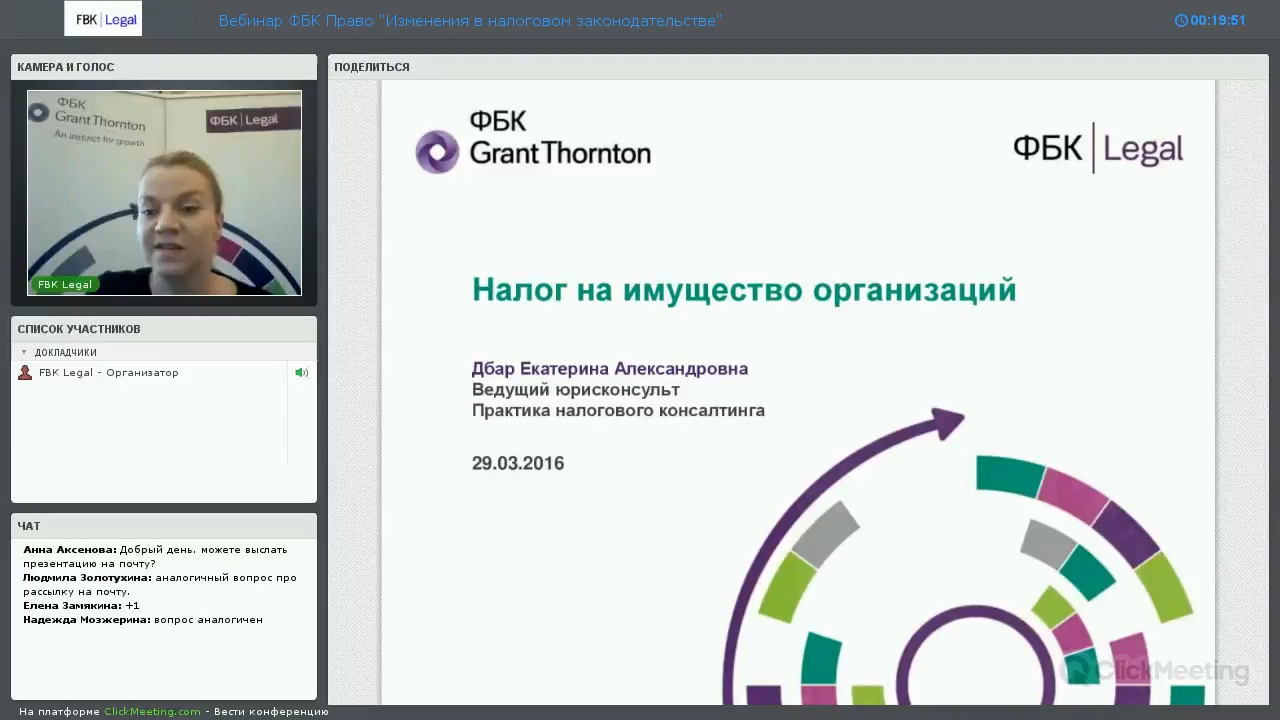 FBK | Legal
Вебинар ФБК Право "Изменения в налоговом законодательстве"
00:19:51
КАМЕРА И ГОЛОС
ФБК
Grant Thornton
An instinct for growth
ФБК | Legal
FBK Legal
СПИСОК УЧАСТНИКОВ
ДОКЛАДЧИКИ
FBK Legal - Организатор
ЧАТ
Анна Аксенова: Добрый день. можете выслать
презентацию на почту?
Людмила Золотухина: аналогичный вопрос про
рассылку на почту.
Елена Замякина: +1
Надежда Мозжерина: вопрос аналогичен
ПОДЕЛИТЬСЯ
ФБК
Grant Thornton
ФБК | Legal
Налог на имущество организаций
Дбар Екатерина Александровна
Ведущий юрисконсульт
Практика налогового консалтинга
29.03.2016
ClickMeeting
На платформе ClickMeeting.com - Вести конференцию